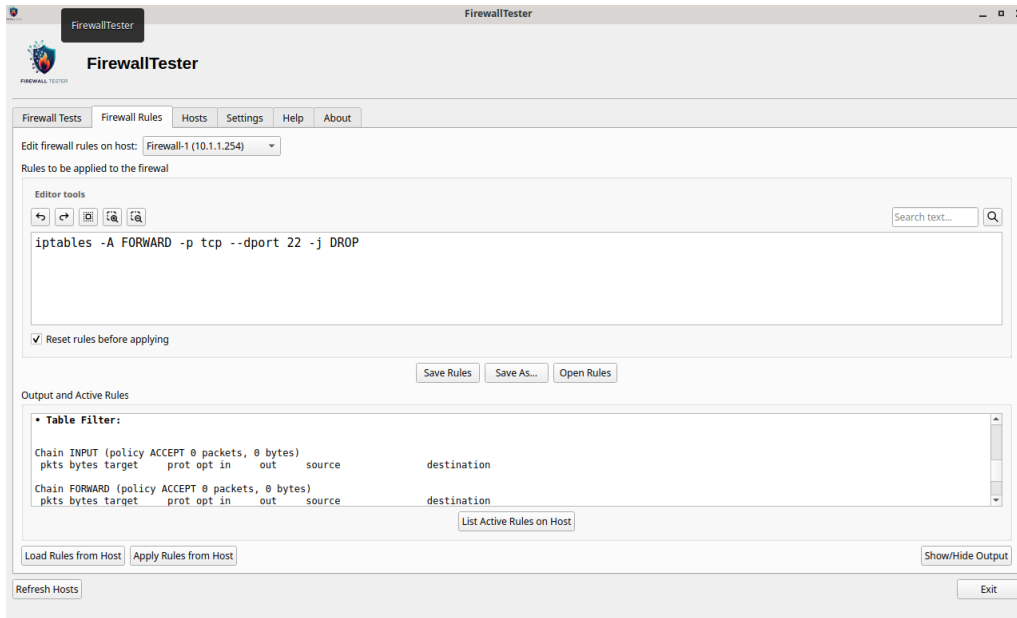 FirewallTester
FirewallTester
FIREWALL TESTER
FirewallTester
Firewall Tests Firewall Rules Hosts Settings Help About
Edit firewall rules on host: Firewall-1 (10.1.1.254)
Rules to be applied to the firewal
Editor tools
Search text...
iptables -A FORWARD -p tcp --dport 22 -j DROP
Reset rules before applying
Save Rules Save As... Open Rules
Output and Active Rules
• Table Filter:
Chain INPUT (policy ACCEPT 0 packets, 0 bytes)
pkts bytes target prot opt in out source destination
Chain FORWARD (policy ACCEPT 0 packets, 0 bytes)
pkts bytes target prot opt in out source destination
List Active Rules on Host
Load Rules from Host Apply Rules from Host Show/Hide Output
Refresh Hosts Exit